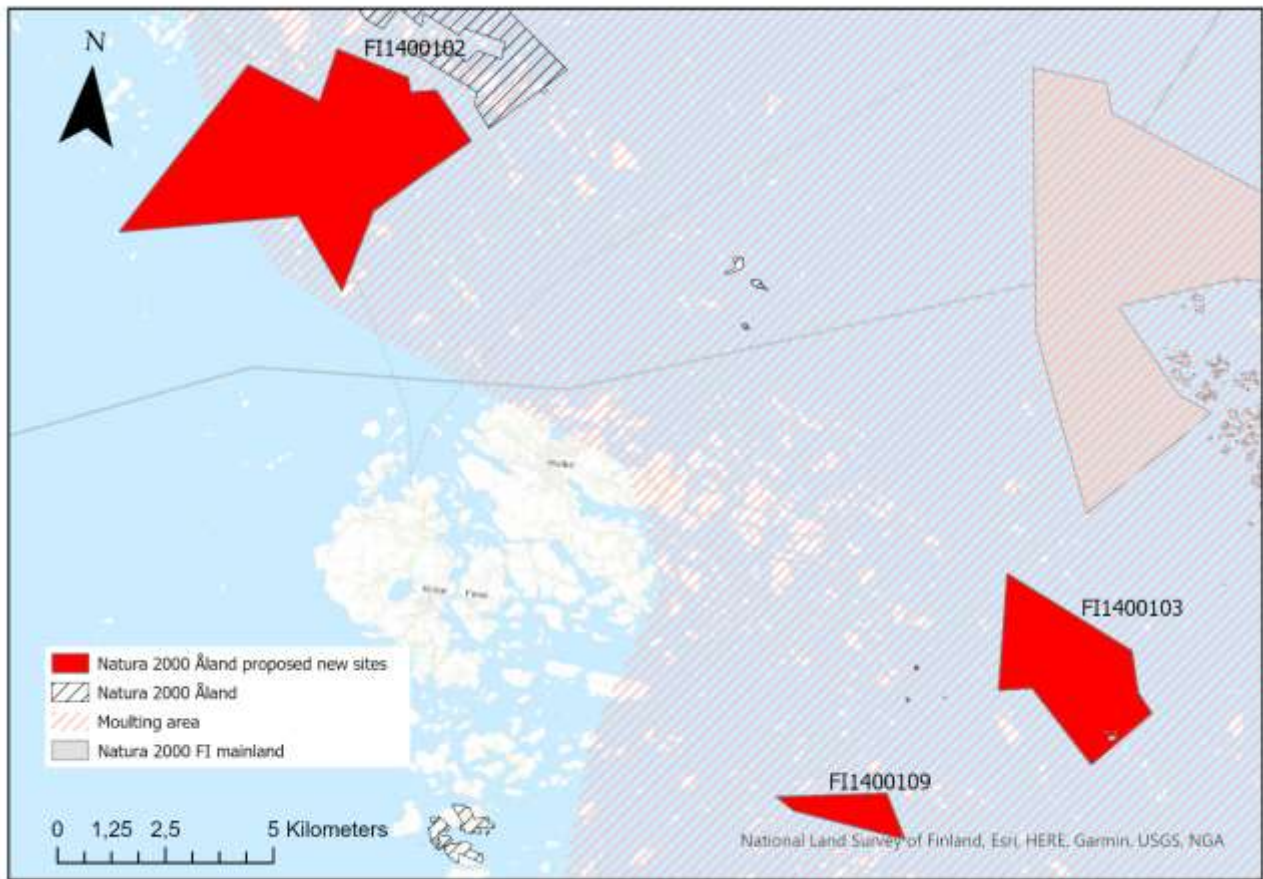 FI1400102
N
FI1400103
Natura 2000 Åland proposed new sites
Natura 2000 Åland
Moulting area
Natura 2000 FI mainland
FI1400109
0 1,25 2,5 5 Kilometers
National Land Survey of Finland, Esri, HERE, Garmin, USGS, NGA